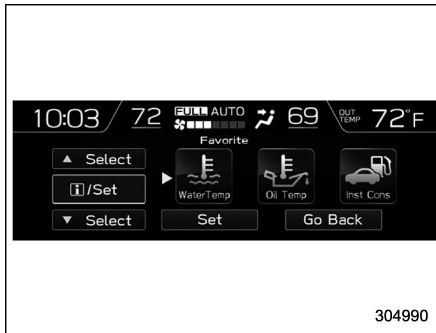 10:03 72 FULL AUTO 69 OUT TEMP 72°F
Favorite
▲ Select
i/Set
WaterTemp Oil Temp Inst Cons
▼ Select Set Go Back
304990